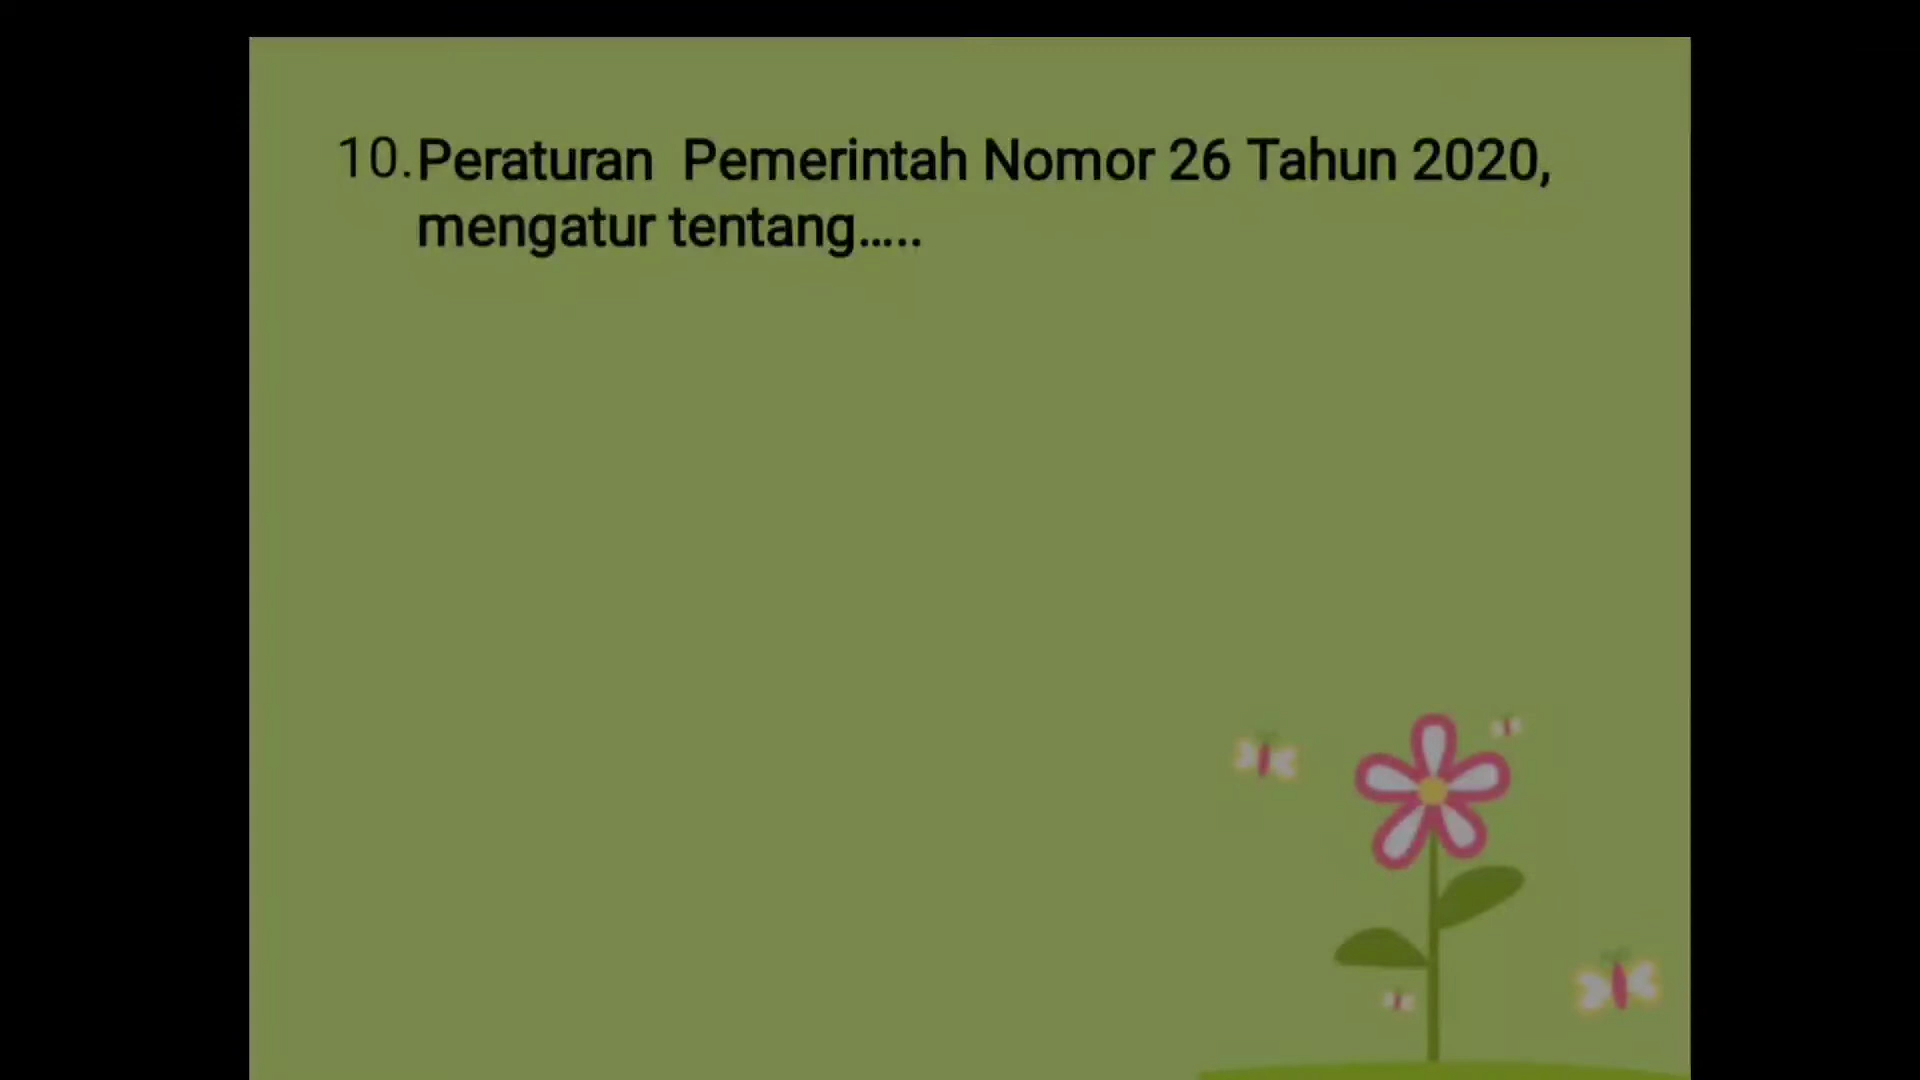 10. Peraturan Pemerintah Nomor 26 Tahun 2020,
mengatur tentang.....